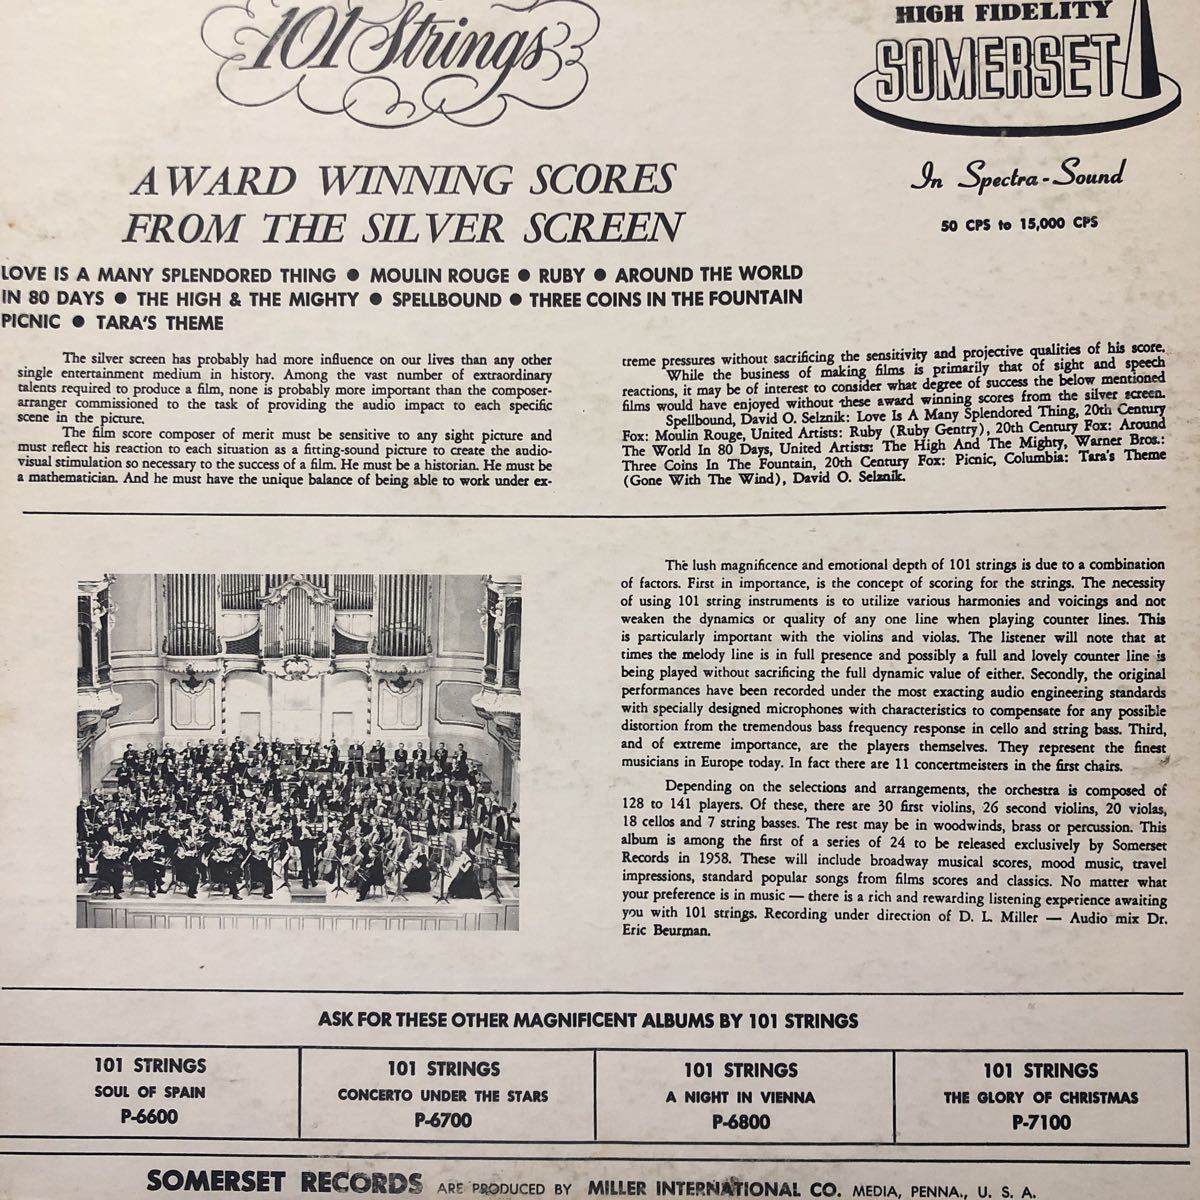 101 Strings
HIGH FIDELITY
SOMERSET
In Spectra-Sound
50 CPS to 15,000 CPS
AWARD WINNING SCORES
FROM THE SILVER SCREEN
LOVE IS A MANY SPLENDORED THING ● MOULIN ROUGE ● RUBY ● AROUND THE WORLD
IN 80 DAYS ● THE HIGH & THE MIGHTY ● SPELLBOUND ● THREE COINS IN THE FOUNTAIN
PICNIC ● TARA'S THEME
The silver screen has probably had more influence on our lives than any other
single entertainment medium in history. Among the vast number of extraordinary
talents required to produce a film, none is probably more important than the composer-
arranger commissioned to the task of providing the audio impact to each specific
scene in the picture.
The film score composer of merit must be sensitive to any sight picture and
must reflect his reaction to each situation as a fitting-sound picture to create the audio-
visual stimulation so necessary to the success of a film. He must be a historian. He must be
a mathematician. And he must have the unique balance of being able to work under ex-
treme pressures without sacrificing the sensitivity and projective qualities of his score.
While the business of making films is primarily that of sight and speech
reactions, it may be of interest to consider what degree of success the below mentioned
films would have enjoyed without these award winning scores from the silver screen.
Spellbound, David O. Selznik: Love Is A Many Splendored Thing, 20th Century
Fox: Moulin Rouge, United Artists: Ruby (Ruby Gentry), 20th Century Fox: Around
The World In 80 Days, United Artists: The High And The Mighty, Warner Bros.:
Three Coins In The Fountain, 20th Century Fox: Picnic, Columbia: Tara's Theme
(Gone With The Wind), David O. Selznik.
The lush magnificence and emotional depth of 101 strings is due to a combination
of factors. First in importance, is the concept of scoring for the strings. The necessity
of using 101 string instruments is to utilize various harmonies and voicings and not
weaken the dynamics or quality of any one line when playing counter lines. This
is particularly important with the violins and violas. The listener will note that at
times the melody line is in full presence and possibly a full and lovely counter line is
being played without sacrificing the full dynamic value of either. Secondly, the original
performances have been recorded under the most exacting audio engineering standards
with specially designed microphones with characteristics to compensate for any possible
distortion from the tremendous bass frequency response in cello and string bass. Third,
and of extreme importance, are the players themselves. They represent the finest
musicians in Europe today. In fact there are 11 concertmeisters in the first chairs.
Depending on the selections and arrangements, the orchestra is composed of
128 to 141 players. Of these, there are 30 first violins, 26 second violins, 20 violas,
18 cellos and 7 string basses. The rest may be in woodwinds, brass or percussion. This
album is among the first of a series of 24 to be released exclusively by Somerset
Records in 1958. These will include broadway musical scores, mood music, travel
impressions, standard popular songs from films scores and classics. No matter what
your preference is in music — there is a rich and rewarding listening experience awaiting
you with 101 strings. Recording under direction of D. L. Miller — Audio mix Dr.
Eric Beurman.
ASK FOR THESE OTHER MAGNIFICENT ALBUMS BY 101 STRINGS
101 STRINGS
SOUL OF SPAIN
P-6600
101 STRINGS
CONCERTO UNDER THE STARS
P-6700
101 STRINGS
A NIGHT IN VIENNA
P-6800
101 STRINGS
THE GLORY OF CHRISTMAS
P-7100
SOMERSET RECORDS ARE PRODUCED BY MILLER INTERNATIONAL CO. MEDIA, PENNA., U. S. A.